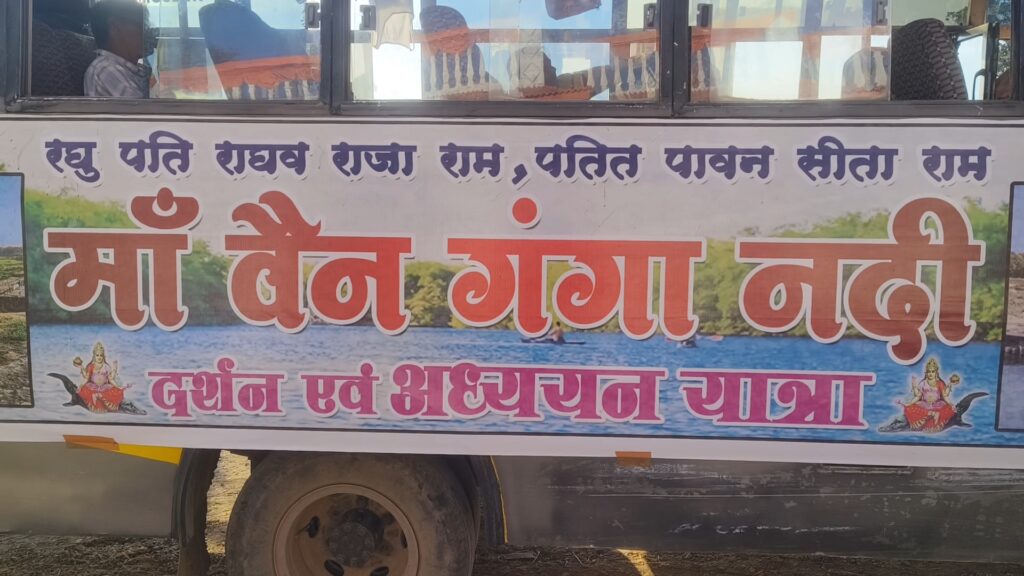 रघु पति राघव राजा राम, पतित पावन सीता राम
माँ बैन गंगा नदी
दर्शन एवं अध्ययन यात्रा